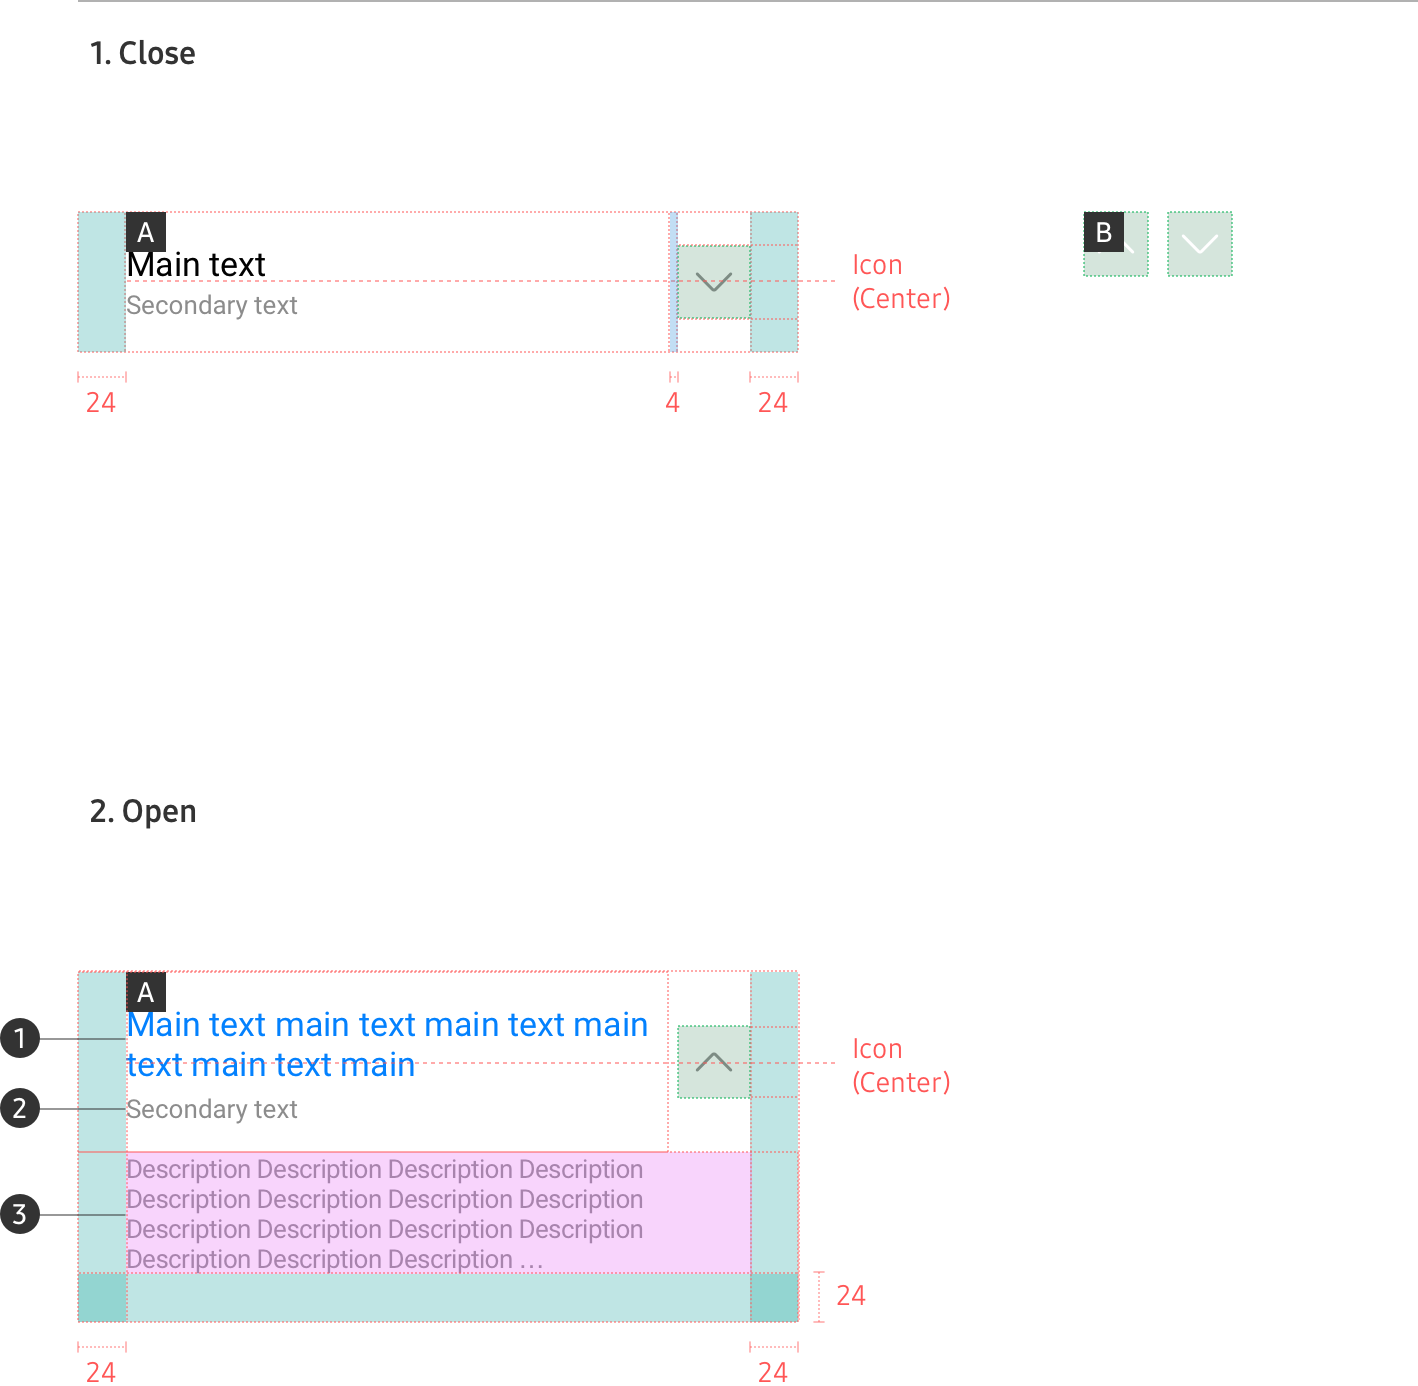 1. Close
A
B
Main text
Icon
(Center)
Secondary text
24
4
24
2. Open
A
1
Main text main text main text main
text main text main
Icon
(Center)
2
Secondary text
Description Description Description Description
Description Description Description Description
3
Description Description Description Description
Description Description Description ...
24
24
24